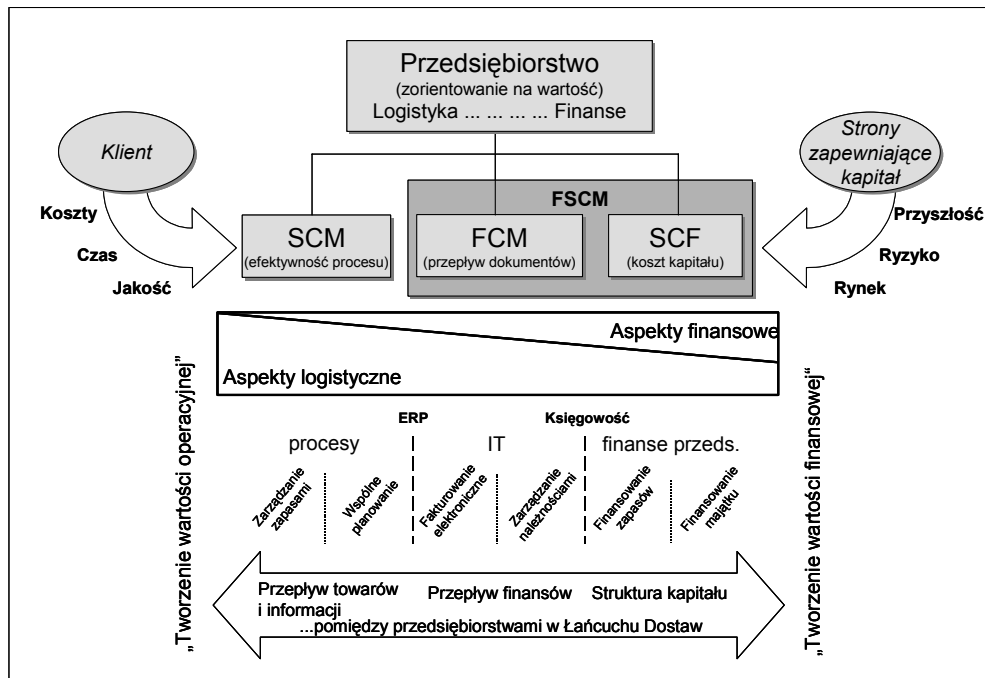 Przedsiębiorstwo
(zorientowanie na wartość)
Logistyka ... ... ... ... Finanse
Klient
Strony
zapewniające
kapitał
Koszty
Czas
Jakość
FSCM
SCM
(efektywność procesu)
FCM
(przepływ dokumentów)
SCF
(koszt kapitału)
Przyszłość
Ryzyko
Rynek
Aspekty finansowe
Aspekty logistyczne
„Tworzenie wartości operacyjnej”
„Tworzenie wartości finansowej”
ERP
Księgowość
procesy
IT
finanse przeds.
Zarządzanie
zapasami
Wspólne
planowanie
Fakturowanie
elektroniczne
Zarządzanie
należnościami
Finansowanie
zapasów
Finansowanie
majątku
Przepływ towarów
i informacji
Przepływ finansów
Struktura kapitału
...pomiędzy przedsiębiorstwami w Łańcuchu Dostaw